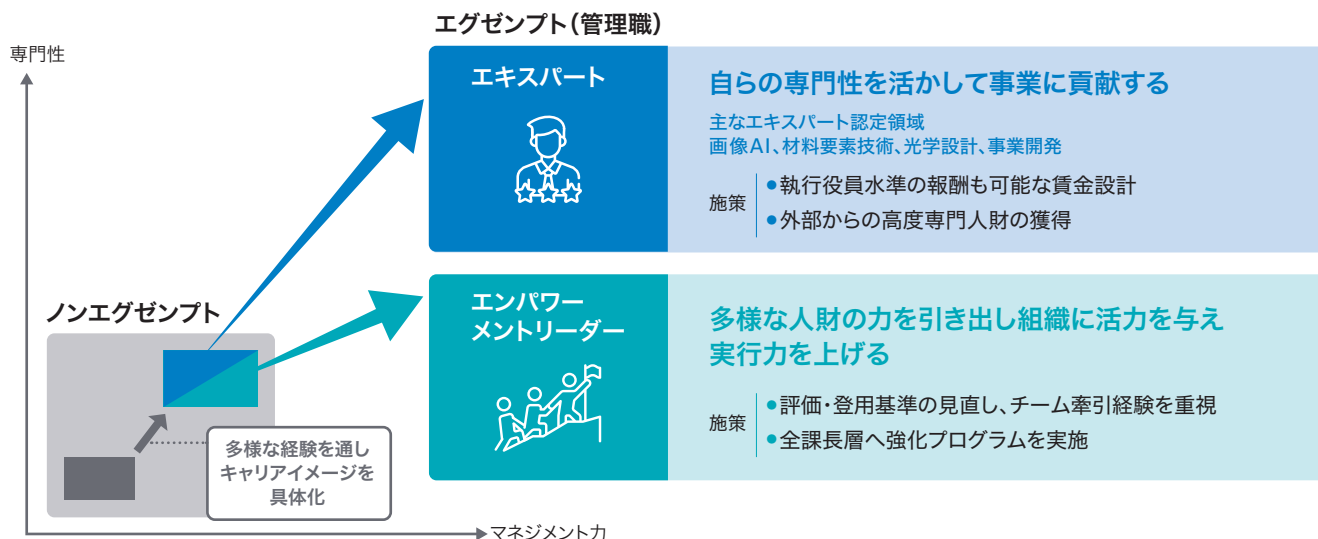 専門性
エグゼンプト(管理職)
エキスパート
自らの専門性を活かして事業に貢献する
主なエキスパート認定領域
画像AI、材料要素技術、光学設計、事業開発
施策
●執行役員水準の報酬も可能な賃金設計
●外部からの高度専門人財の獲得
エンパワー
メントリーダー
多様な人財の力を引き出し組織に活力を与え
実行力を上げる
施策
●評価・登用基準の見直し、チーム牽引経験を重視
●全課長層へ強化プログラムを実施
ノンエグゼンプト
多様な経験を通し
キャリアイメージを
具体化
マネジメント力